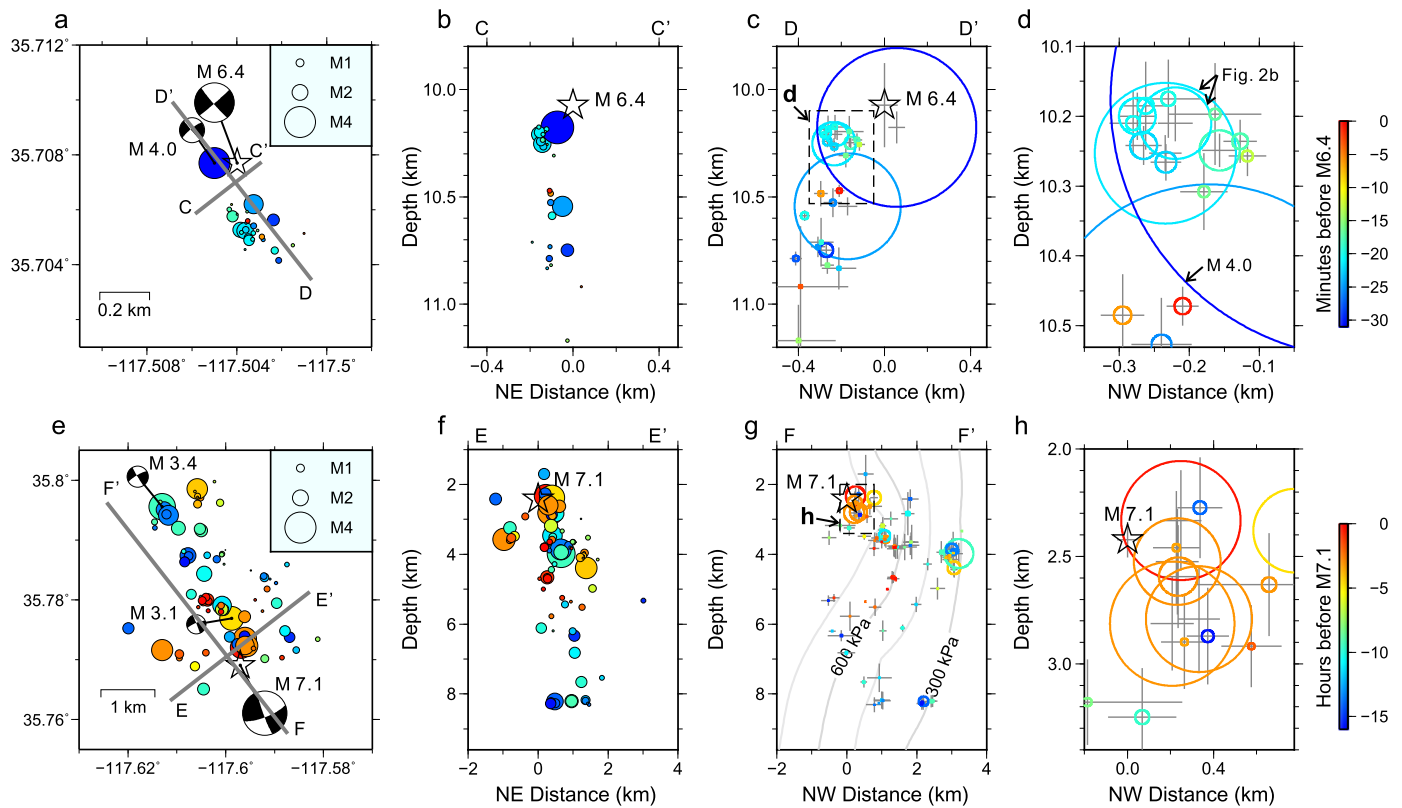 a
35.712°
35.708°
35.704°
−117.508°
−117.504°
−117.5°
M 6.4
M 4.0
D'
C'
C
D
0.2 km
M1
M2
M4
b
C
C'
10.0
10.5
11.0
Depth (km)
M 6.4
−0.4
0.0
0.4
NE Distance (km)
c
D
D'
10.0
10.5
11.0
Depth (km)
d
M 6.4
−0.4
0.0
0.4
NW Distance (km)
d
10.1
10.2
10.3
10.4
10.5
Depth (km)
Fig. 2b
M 4.0
−0.3
−0.2
−0.1
NW Distance (km)
Minutes before M6.4
0
−5
−10
−15
−20
−25
−30
e
35.8°
35.78°
35.76°
−117.62°
−117.6°
−117.58°
M 3.4
F'
M 3.1
E'
E
M 7.1
F
1 km
M1
M2
M4
f
E
E'
2
4
6
8
Depth (km)
M 7.1
−2
0
2
4
NE Distance (km)
g
F
F'
2
4
6
8
Depth (km)
M 7.1
h
600 kPa
300 kPa
−2
0
2
4
NW Distance (km)
h
2.0
2.5
3.0
Depth (km)
M 7.1
0.0
0.4
NW Distance (km)
Hours before M7.1
0
−5
−10
−15